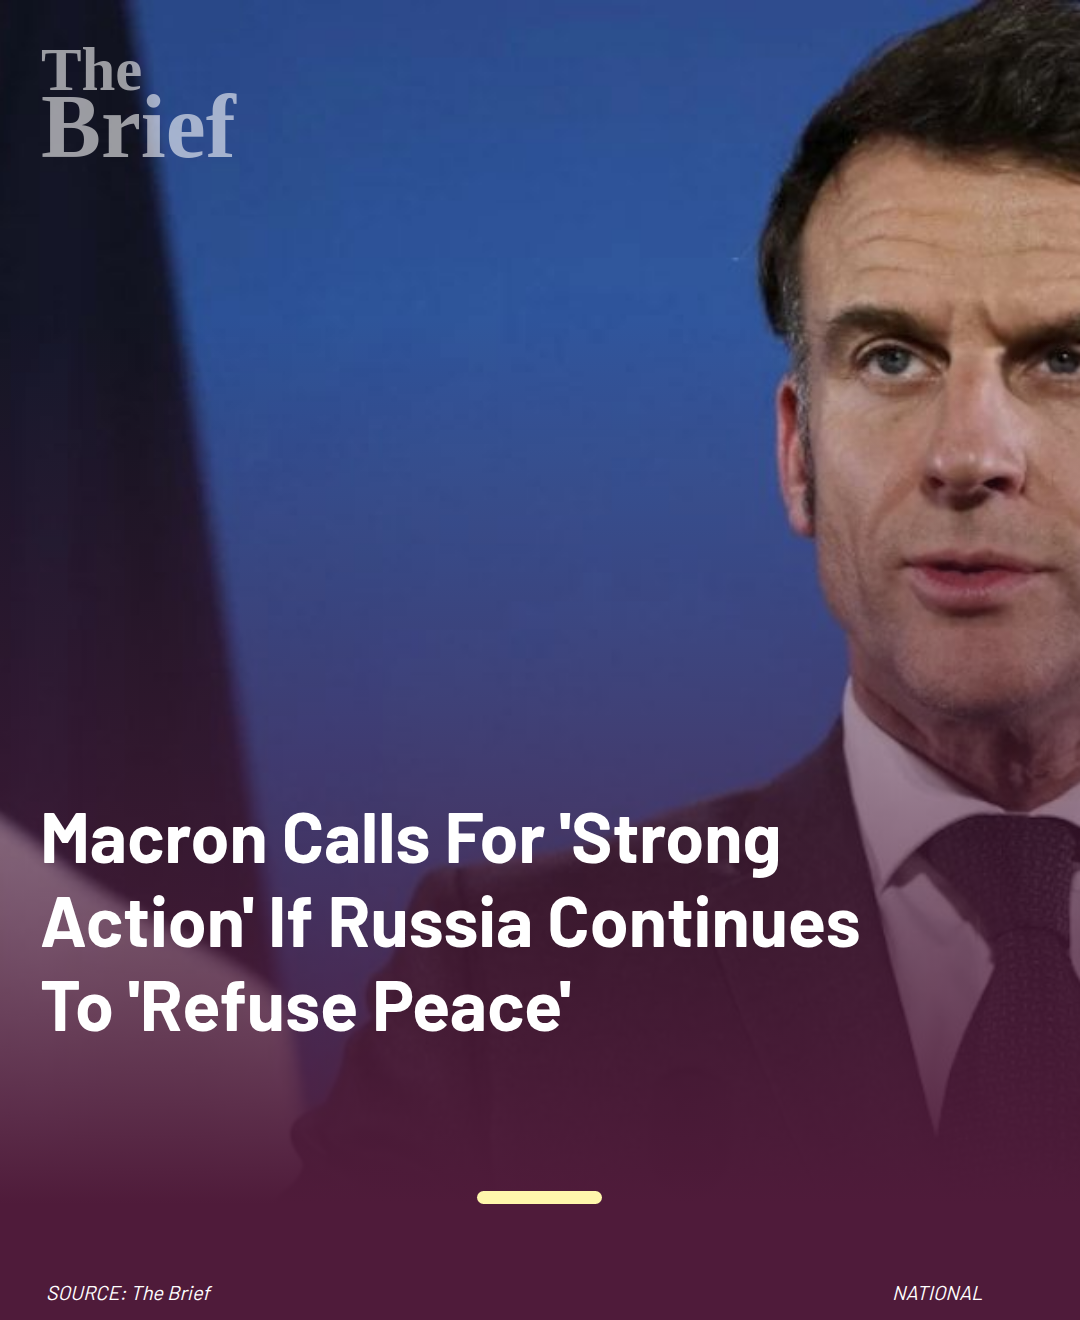 The
Brief
Macron Calls For 'Strong
Action' If Russia Continues
To 'Refuse Peace'
SOURCE: The Brief
NATIONAL